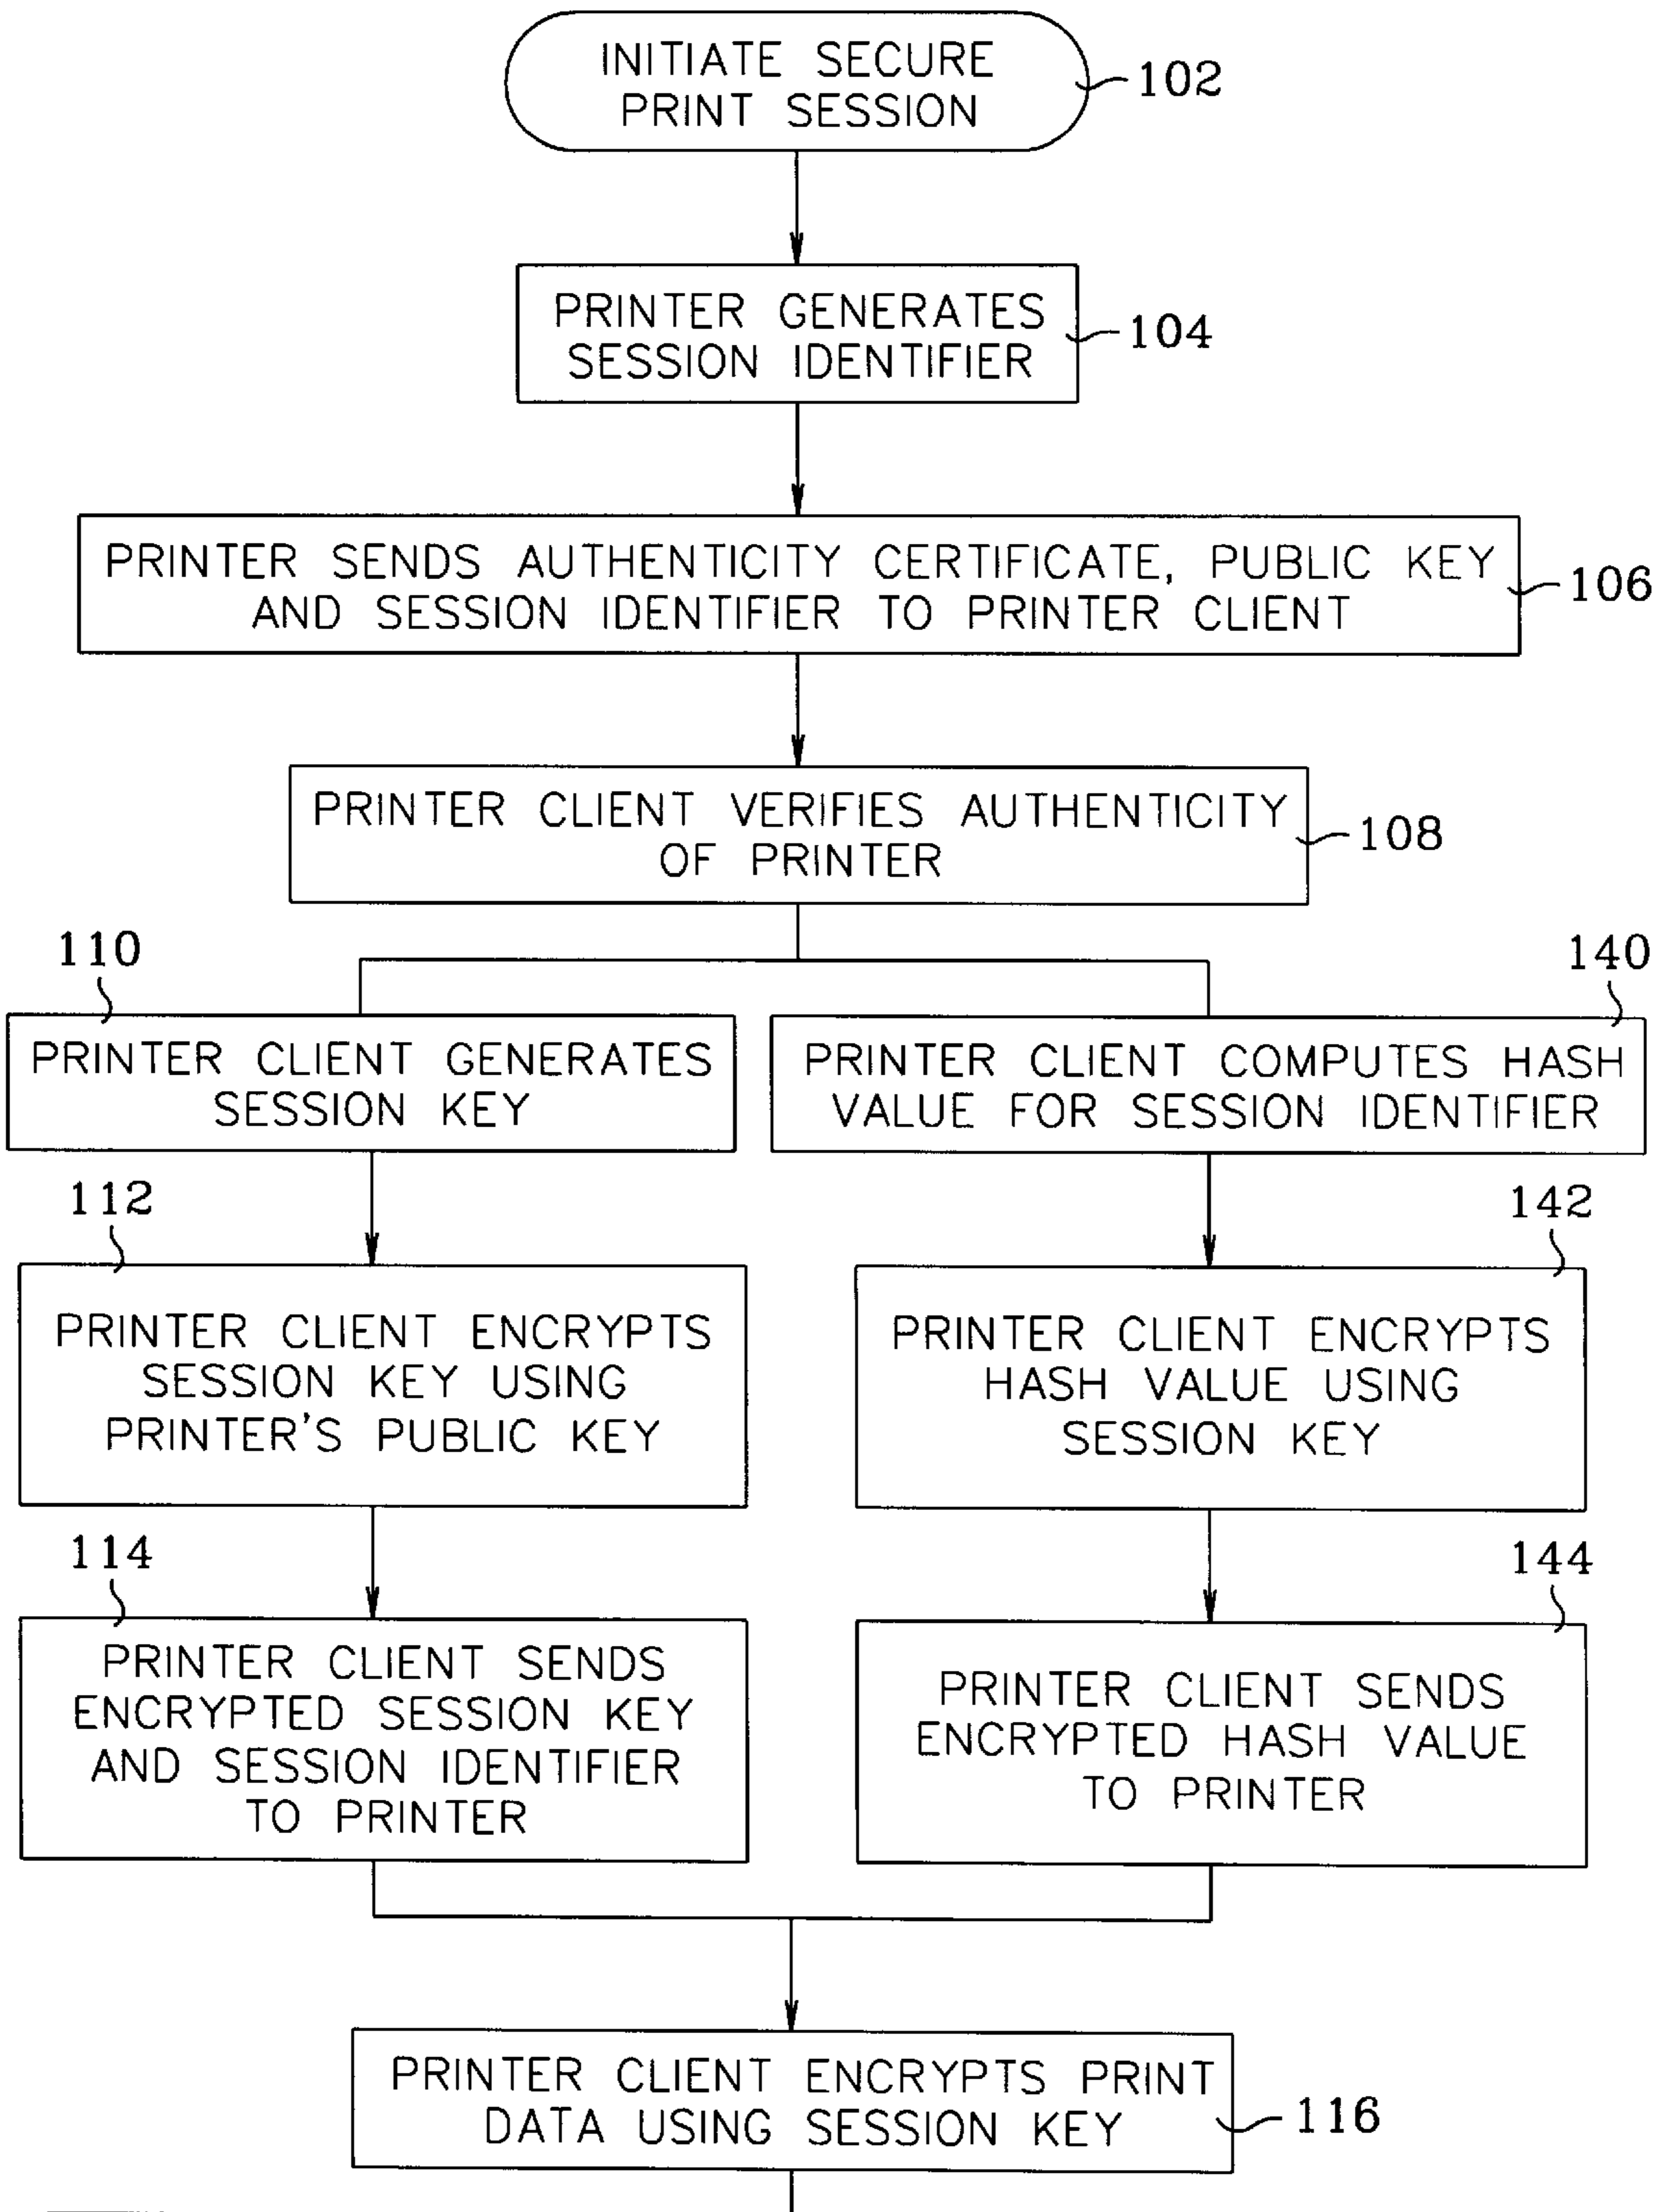 INITIATE SECURE
PRINT SESSION
102
PRINTER GENERATES
SESSION IDENTIFIER
104
PRINTER SENDS AUTHENTICITY CERTIFICATE, PUBLIC KEY
AND SESSION IDENTIFIER TO PRINTER CLIENT
106
PRINTER CLIENT VERIFIES AUTHENTICITY
OF PRINTER
108
110
PRINTER CLIENT GENERATES
SESSION KEY
140
PRINTER CLIENT COMPUTES HASH
VALUE FOR SESSION IDENTIFIER
112
PRINTER CLIENT ENCRYPTS
SESSION KEY USING
PRINTER'S PUBLIC KEY
142
PRINTER CLIENT ENCRYPTS
HASH VALUE USING
SESSION KEY
114
PRINTER CLIENT SENDS
ENCRYPTED SESSION KEY
AND SESSION IDENTIFIER
TO PRINTER
144
PRINTER CLIENT SENDS
ENCRYPTED HASH VALUE
TO PRINTER
PRINTER CLIENT ENCRYPTS PRINT
DATA USING SESSION KEY
116